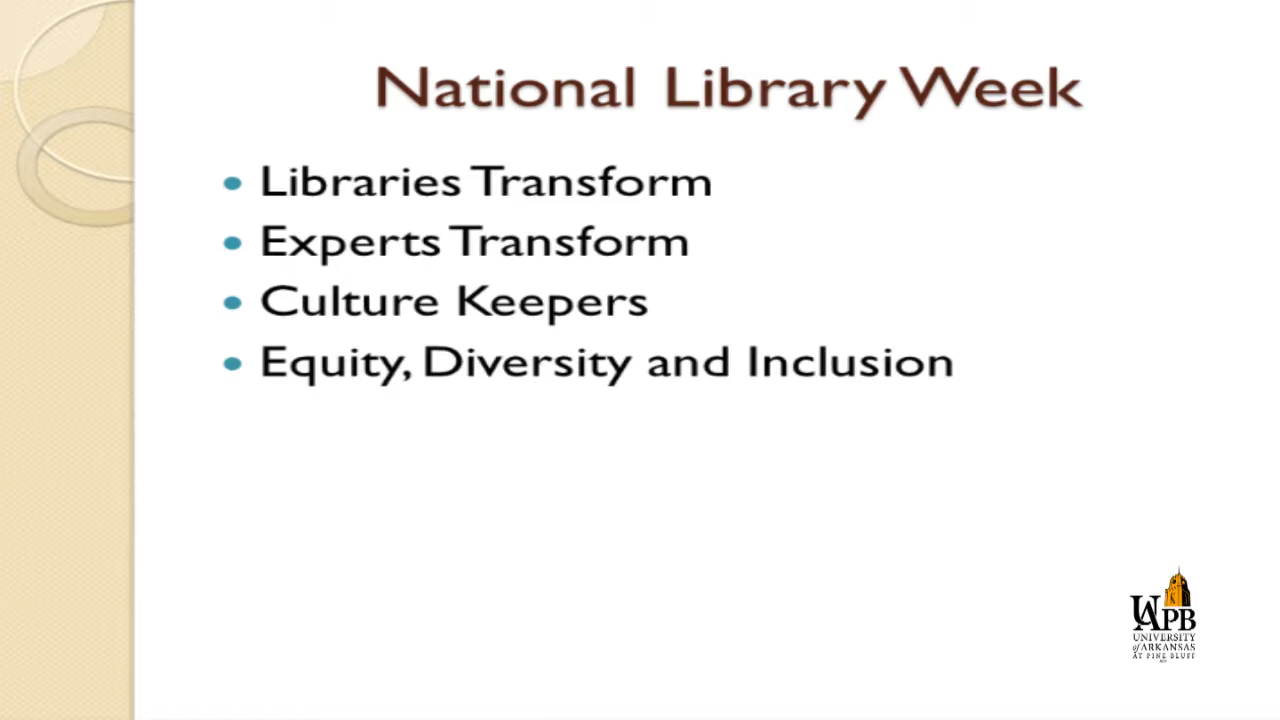 National Library Week
Libraries Transform
Experts Transform
Culture Keepers
Equity, Diversity and Inclusion
UAPB
UNIVERSITY
of ARKANSAS
AT PINE BLUFF